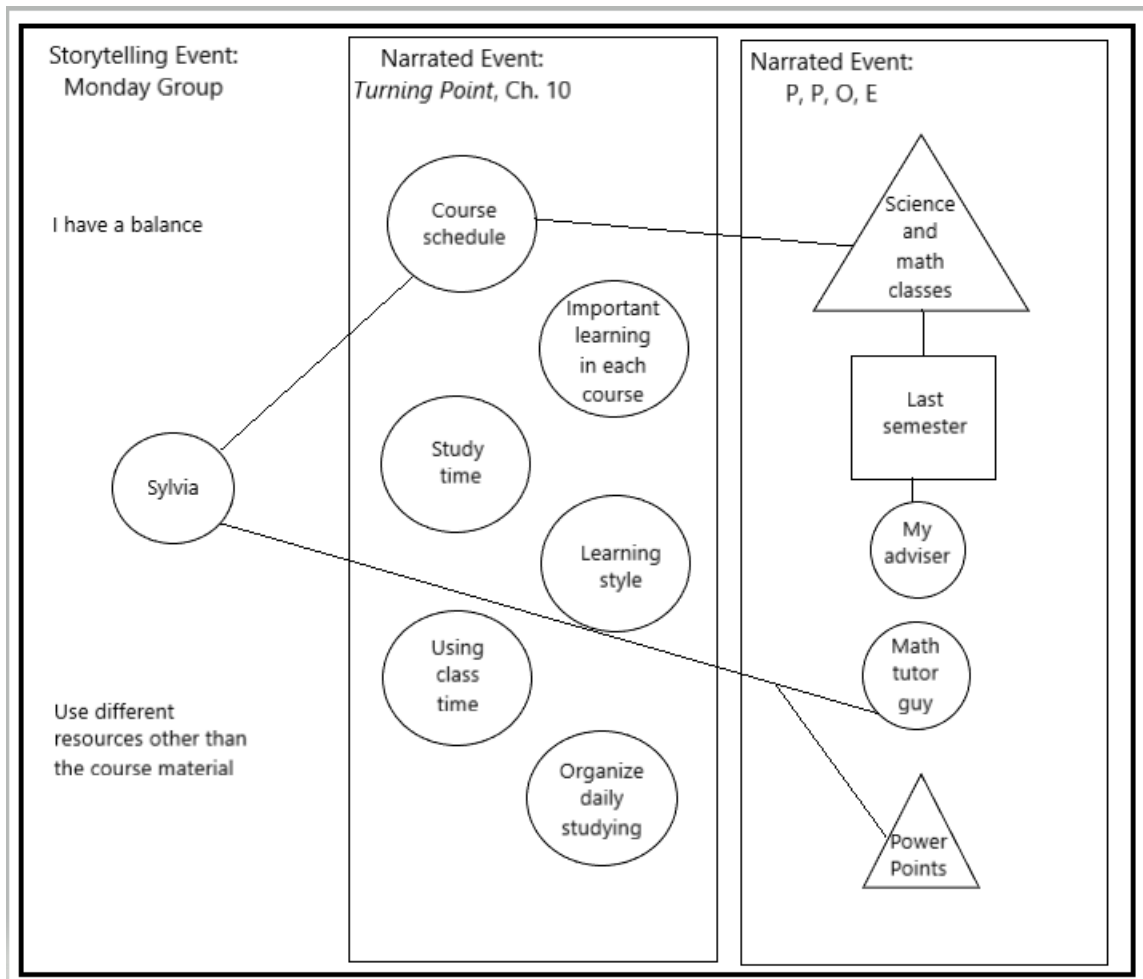 Storytelling Event:
Monday Group
Narrated Event:
Turning Point, Ch. 10
Narrated Event:
P, P, O, E
I have a balance
Course
schedule
Science
and
math
classes
Important
learning
in each
course
Last
semester
Study
time
Sylvia
Learning
style
My
adviser
Using
class
time
Math
tutor
guy
Use different
resources other than
the course material
Organize
daily
studying
Power
Points